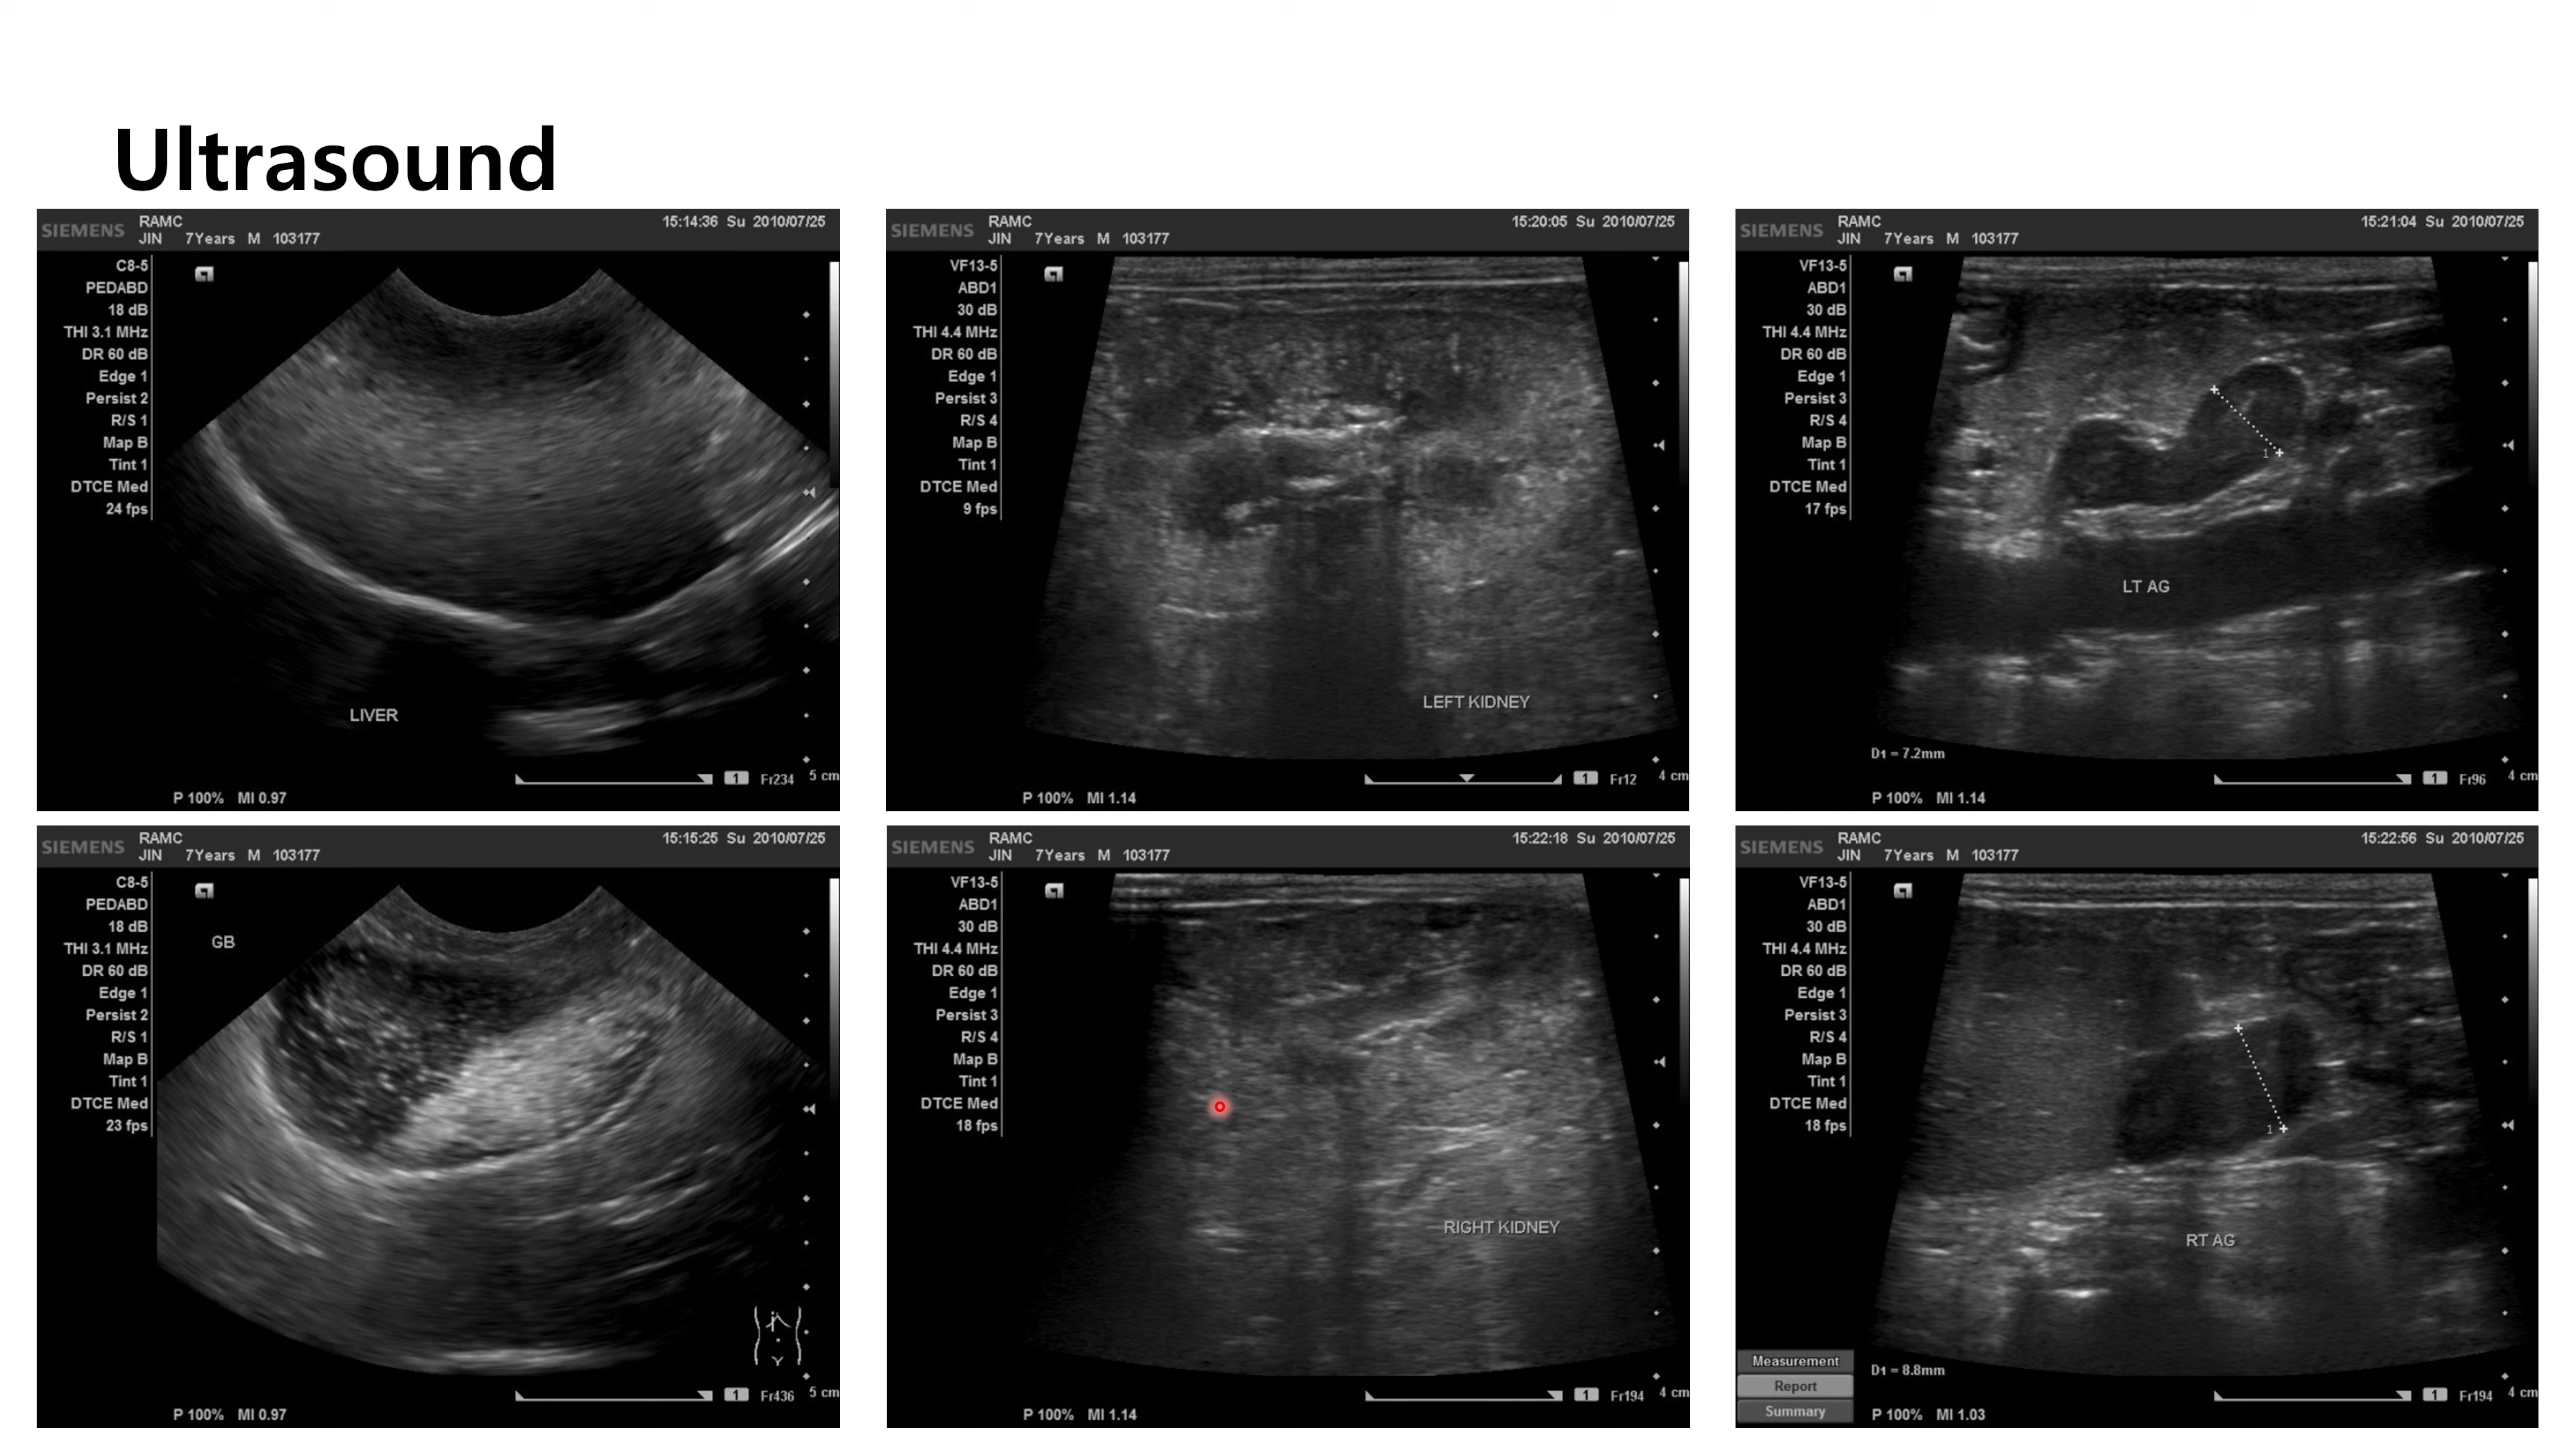 Ultrasound
SIEMENS RAMC 15:14:36 Su 2010/07/25
JIN 7Years M 103177
C8-5
PEDABD
18 dB
THI 3.1 MHz
DR 60 dB
Edge 1
Persist 2
R/S 1
Map B
Tint 1
DTCE Med
24 fps
LIVER
1 Fr234 5 cm
P 100% MI 0.97
SIEMENS RAMC 15:20:05 Su 2010/07/25
JIN 7Years M 103177
VF13-5
ABD1
30 dB
THI 4.4 MHz
DR 60 dB
Edge 1
Persist 3
R/S 4
Map B
Tint 1
DTCE Med
9 fps
LEFT KIDNEY
1 Fr12 4 cm
P 100% MI 1.14
SIEMENS RAMC 15:21:04 Su 2010/07/25
JIN 7Years M 103177
VF13-5
ABD1
30 dB
THI 4.4 MHz
DR 60 dB
Edge 1
Persist 3
R/S 4
Map B
Tint 1
DTCE Med
17 fps
1
LT AG
D1 = 7.2mm
1 Fr96 4 cm
P 100% MI 1.14
SIEMENS RAMC 15:15:25 Su 2010/07/25
JIN 7Years M 103177
C8-5
PEDABD
18 dB
THI 3.1 MHz
DR 60 dB
Edge 1
Persist 2
R/S 1
Map B
Tint 1
DTCE Med
23 fps
GB
1 Fr436 5 cm
P 100% MI 0.97
SIEMENS RAMC 15:22:18 Su 2010/07/25
JIN 7Years M 103177
VF13-5
ABD1
30 dB
THI 4.4 MHz
DR 60 dB
Edge 1
Persist 3
R/S 4
Map B
Tint 1
DTCE Med
18 fps
RIGHT KIDNEY
1 Fr194 4 cm
P 100% MI 1.14
SIEMENS RAMC 15:22:56 Su 2010/07/25
JIN 7Years M 103177
VF13-5
ABD1
30 dB
THI 4.4 MHz
DR 60 dB
Edge 1
Persist 3
R/S 4
Map B
Tint 1
DTCE Med
18 fps
1
RT AG
Measurement
Report
Summary
D1 = 8.8mm
1 Fr194 4 cm
P 100% MI 1.03